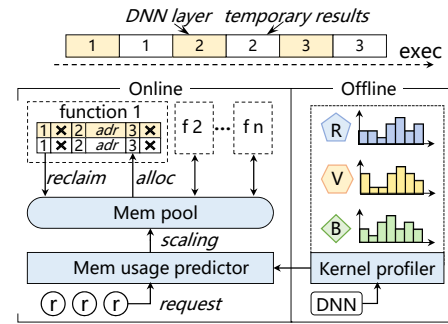 DNN layer temporary results
1 1 2 2 3 3
exec
Online Offline
function 1
1 × 2 adr 3 ×
1 × 2 adr 3 ×
f 2 ... f n
R
reclaim alloc
V
Mem pool
B
scaling
Mem usage predictor Kernel profiler
r r r request DNN